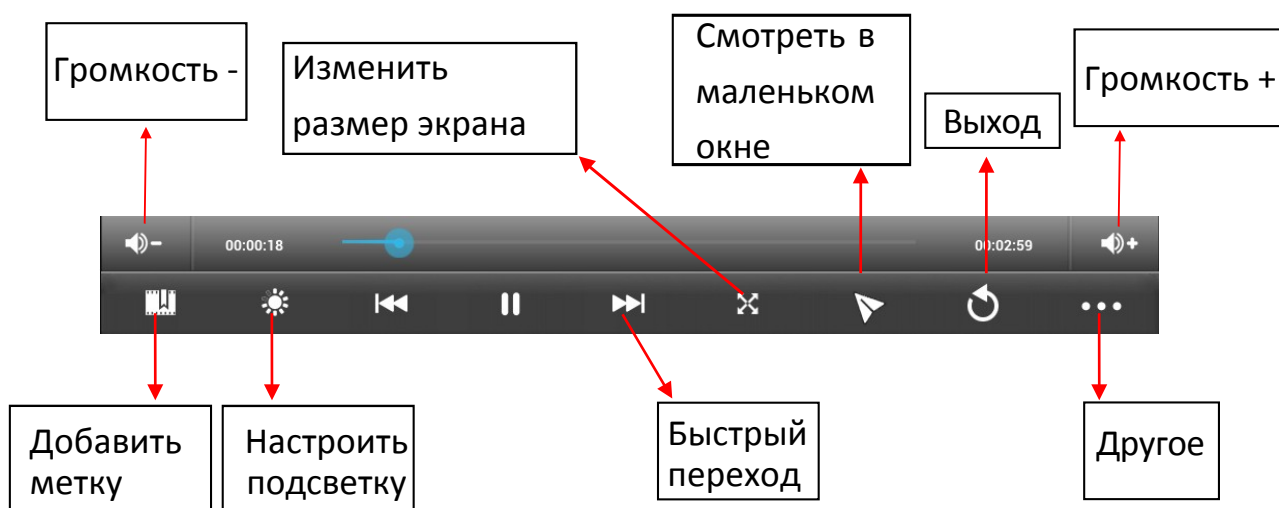 Громкость -
Изменить
размер экрана
Смотреть в
маленьком
окне
Выход
Громкость +
00:00:18
00:02:59
Добавить
метку
Настроить
подсветку
Быстрый
переход
Другое